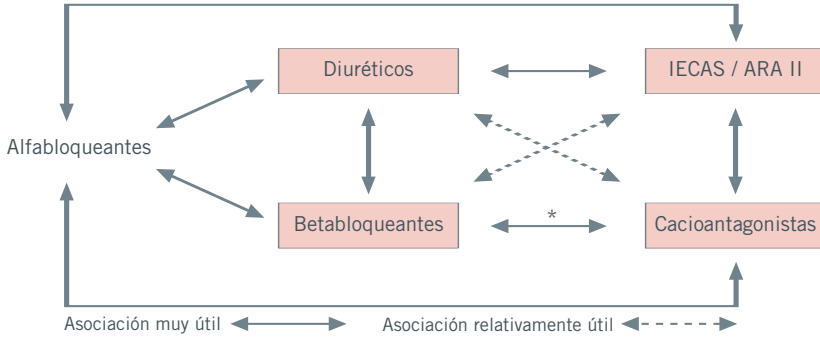 Diuréticos
IECAS / ARA II
Alfabloqueantes
Betabloqueantes
*
Cacioantagonistas
Asociación muy útil
Asociación relativamente útil